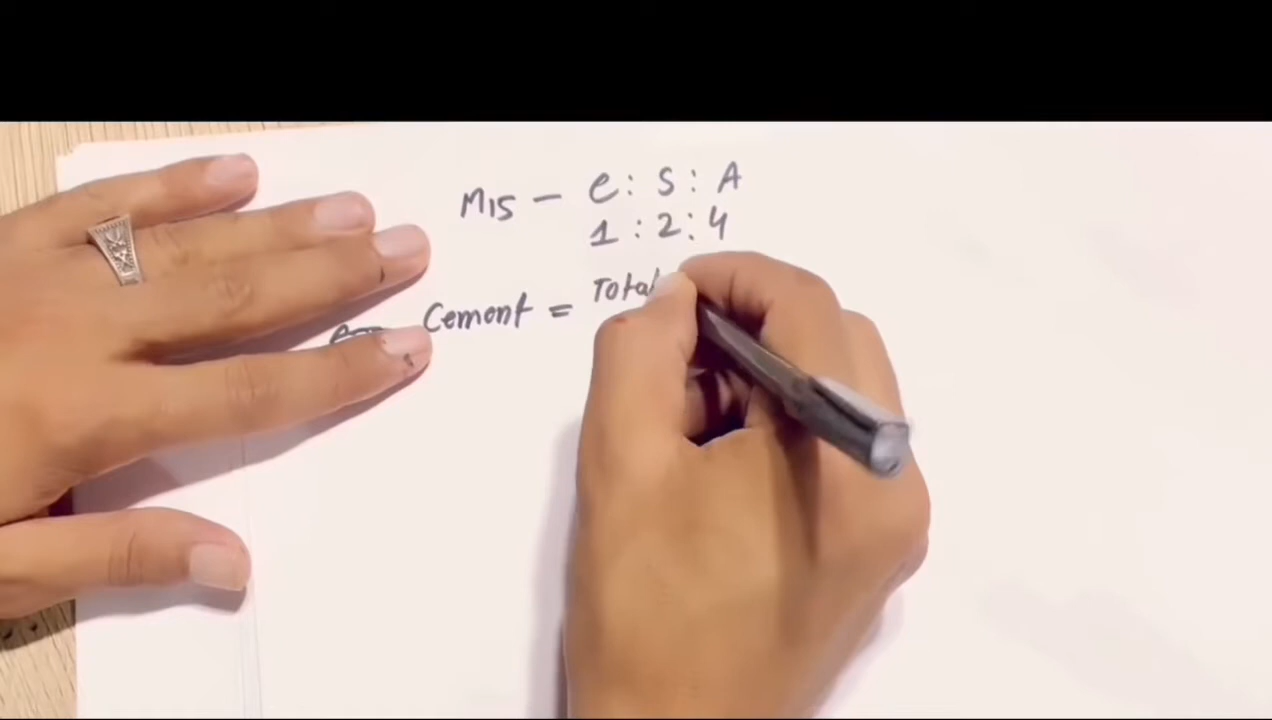 M15 - C : S : A
1 : 2 : 4
Cement = Total